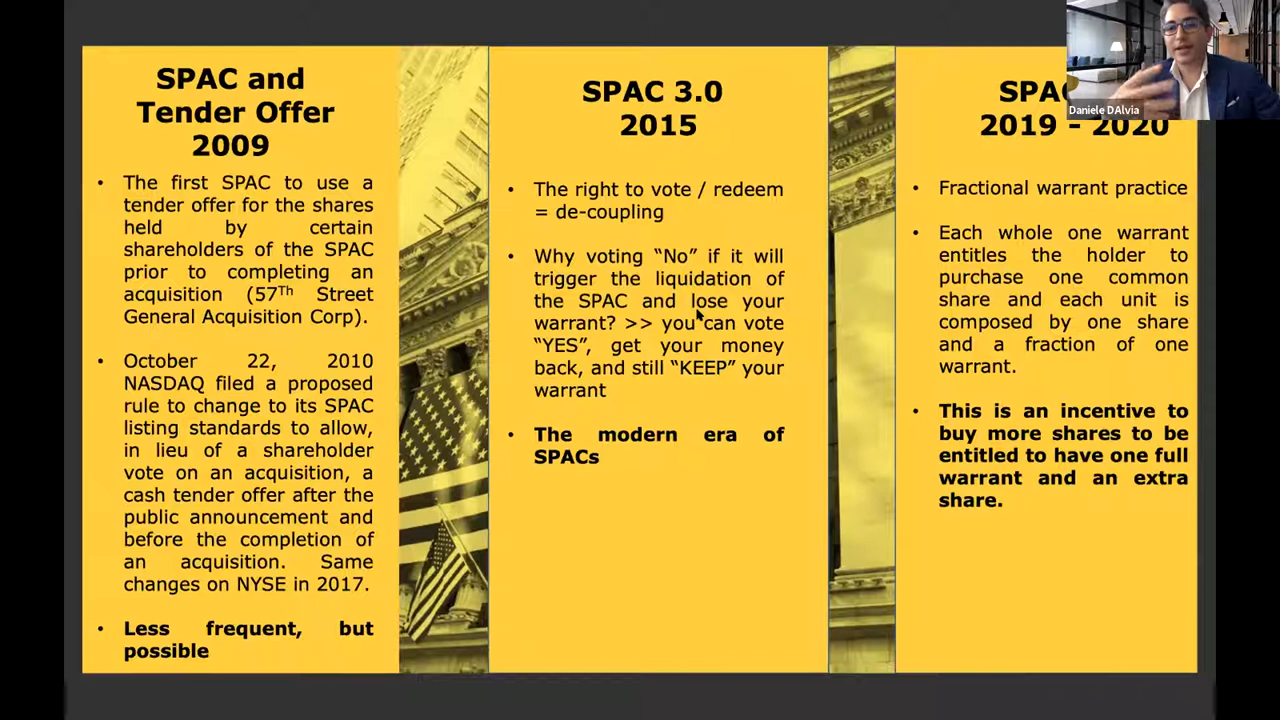 SPAC and
Tender Offer
2009
• The first SPAC to use a
tender offer for the shares
held by certain
shareholders of the SPAC
prior to completing an
acquisition (57Th Street
General Acquisition Corp).
• October 22, 2010
NASDAQ filed a proposed
rule to change to its SPAC
listing standards to allow,
in lieu of a shareholder
vote on an acquisition, a
cash tender offer after the
public announcement and
before the completion of
an acquisition. Same
changes on NYSE in 2017.
• Less frequent, but
possible
SPAC 3.0
2015
• The right to vote / redeem
= de-coupling
• Why voting “No” if it will
trigger the liquidation of
the SPAC and lose your
warrant? >> you can vote
“YES”, get your money
back, and still “KEEP” your
warrant
• The modern era of
SPACs
2019 - 2020
• Fractional warrant practice
• Each whole one warrant
entitles the holder to
purchase one common
share and each unit is
composed by one share
and a fraction of one
warrant.
• This is an incentive to
buy more shares to be
entitled to have one full
warrant and an extra
share.
Daniele DAlvia